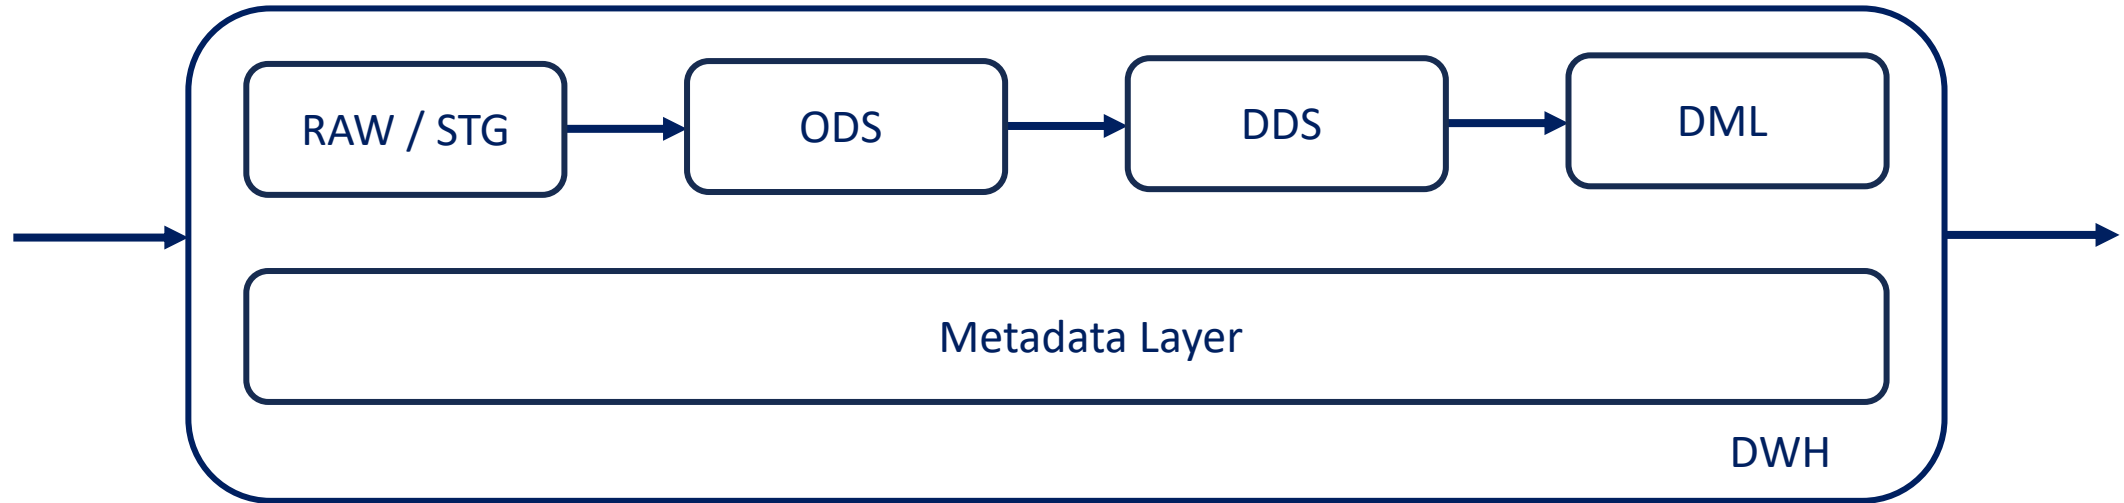 RAW / STG
ODS
DDS
DML
Metadata Layer
DWH